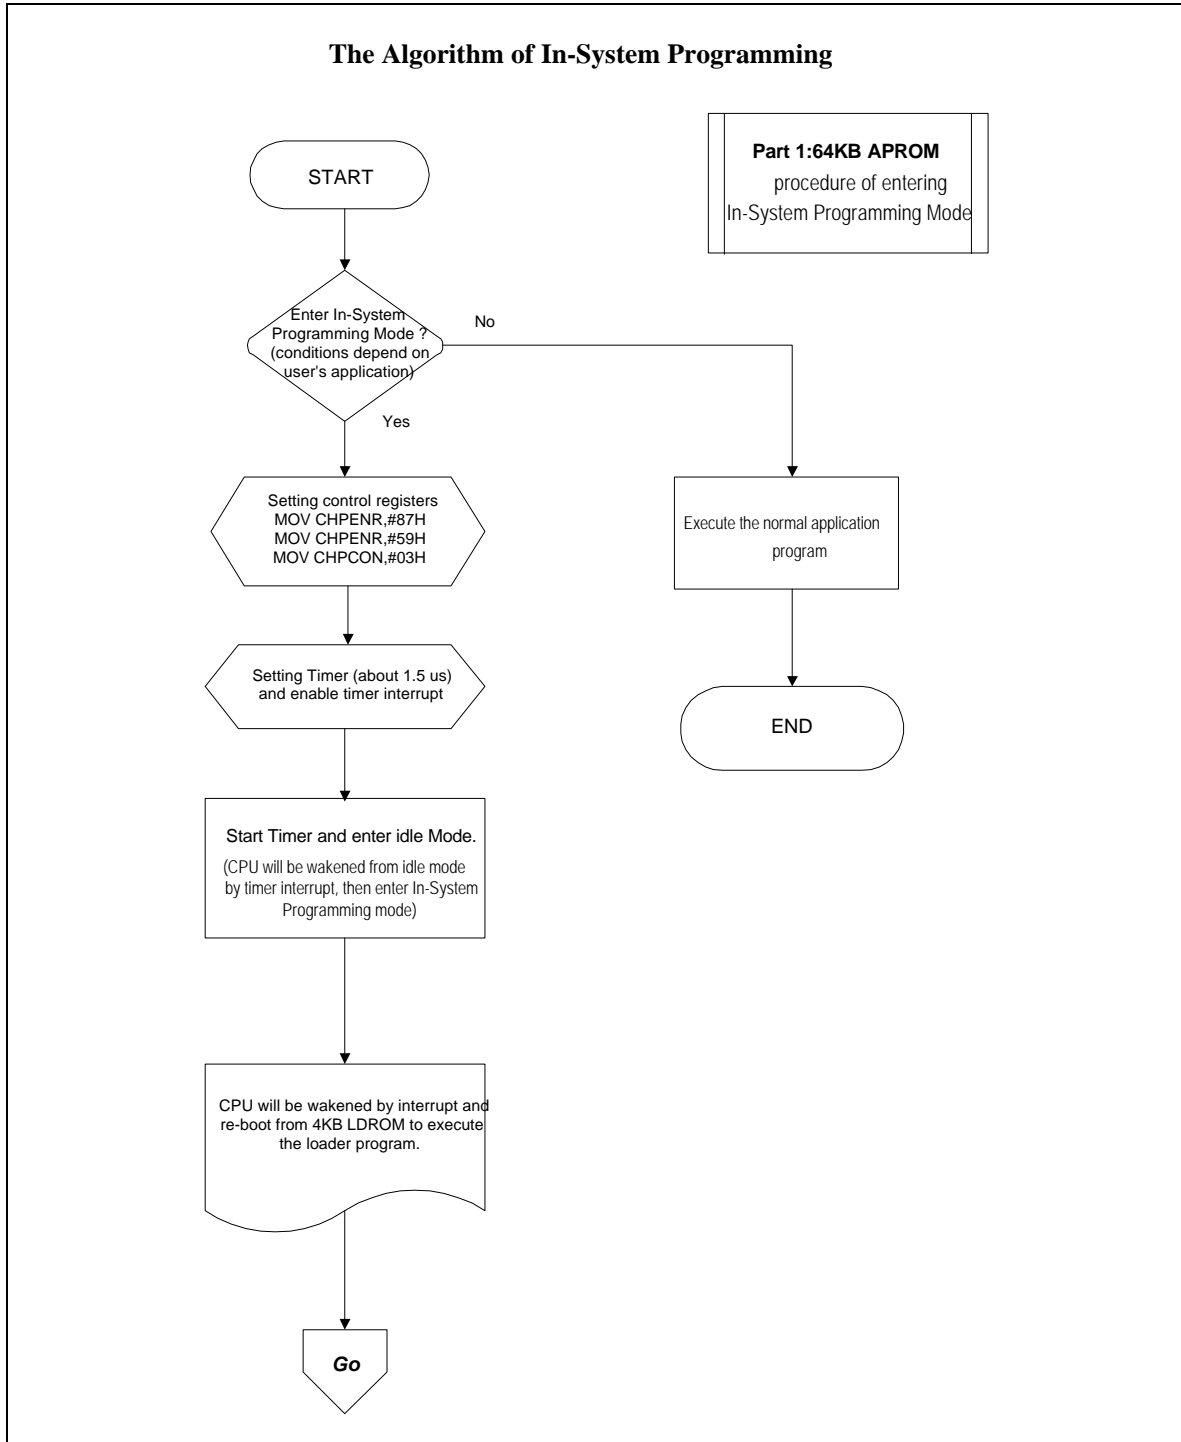 The Algorithm of In-System Programming
START
Part 1:64KB APROM
procedure of entering
In-System Programming Mode
Enter In-System
Programming Mode ?
(conditions depend on
user's application)
No
Yes
Setting control registers
MOV CHPENR,#87H
MOV CHPENR,#59H
MOV CHPCON,#03H
Execute the normal application
program
Setting Timer (about 1.5 us)
and enable timer interrupt
END
Start Timer and enter idle Mode.
(CPU will be wakened from idle mode
by timer interrupt, then enter In-System
Programming mode)
CPU will be wakened by interrupt and
re-boot from 4KB LDROM to execute
the loader program.
Go